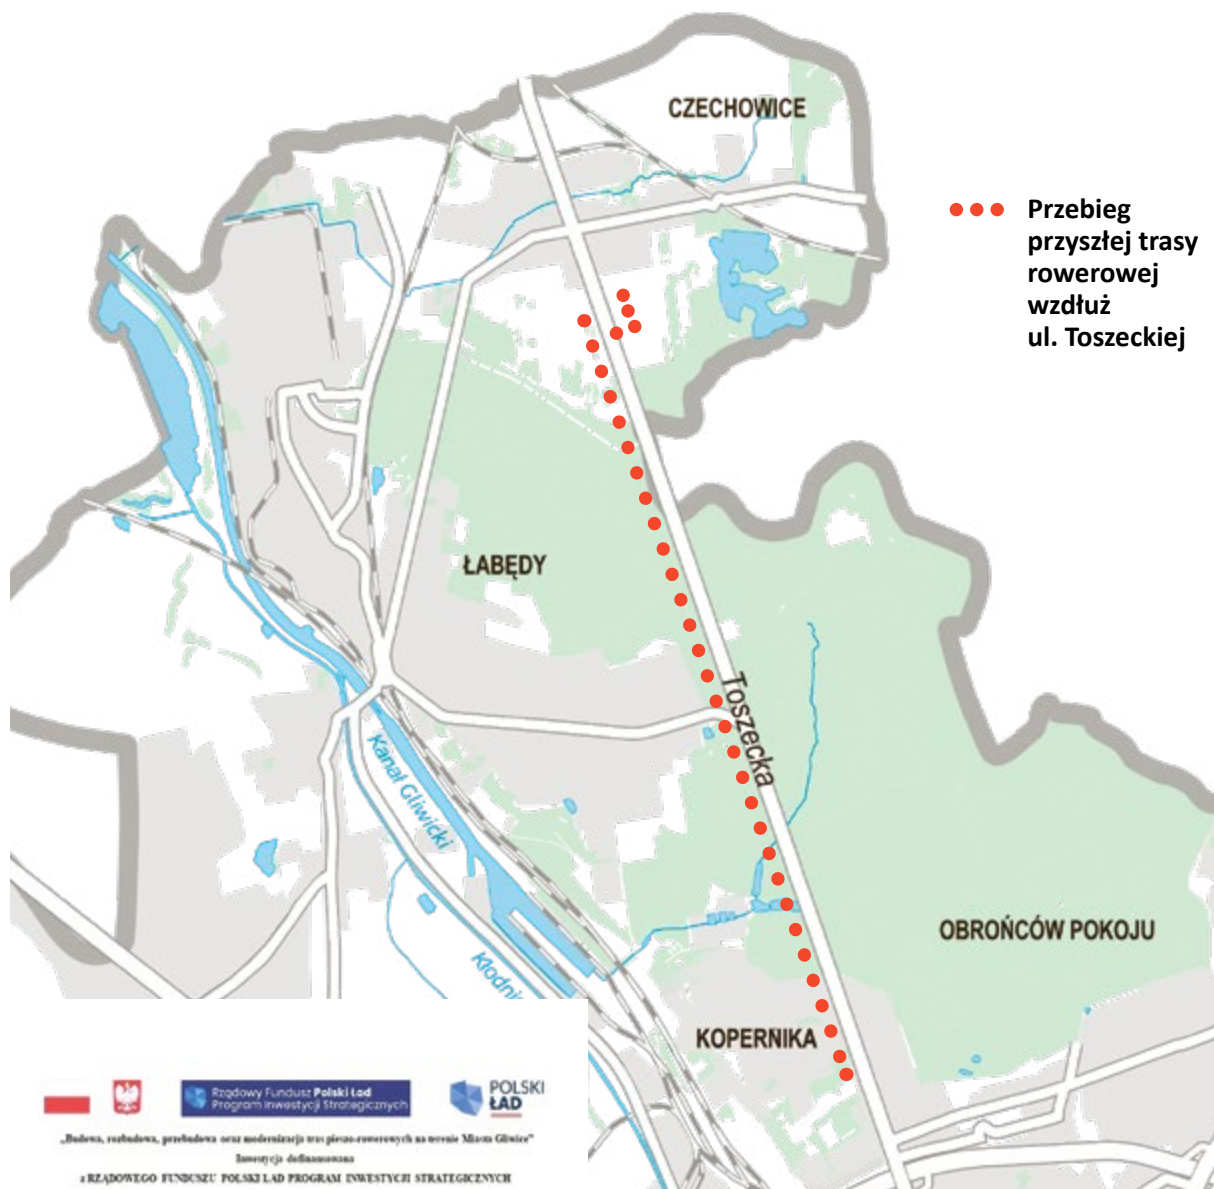 CZECHOWICE
Przebieg
przyszłej trasy
rowerowej
wzdłuż
ul. Toszeckiej
ŁABĘDY
Toszecka
Kanał Gliwicki
OBROŃCÓW POKOJU
KOPERNIKA
Rządowy Fundusz Polski Ład
Program Inwestycji Strategicznych
POLSKI
ŁAD
„Budowa, rozbudowa, przebudowa oraz modernizacja tras pieszo-rowerowych na terenie Miasta Gliwice”
Inwestycja dofinansowana
z RZĄDOWEGO FUNDUSZU POLSKI ŁAD PROGRAM INWESTYCJI STRATEGICZNYCH